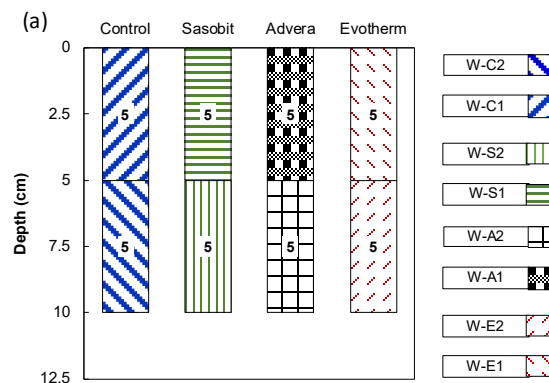 (a)
Control Sasobit Advera Evotherm
0
2.5
5
7.5
10
12.5
Depth (cm)
5 5 5 5
5 5 5 5
W-C2
W-C1
W-S2
W-S1
W-A2
W-A1
W-E2
W-E1